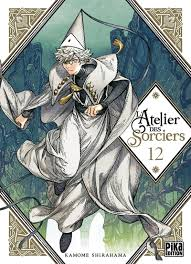 L'Atelier
DES
Sorciers
12
KAMOME SHIRAHAMA
Pika
ÉDITION